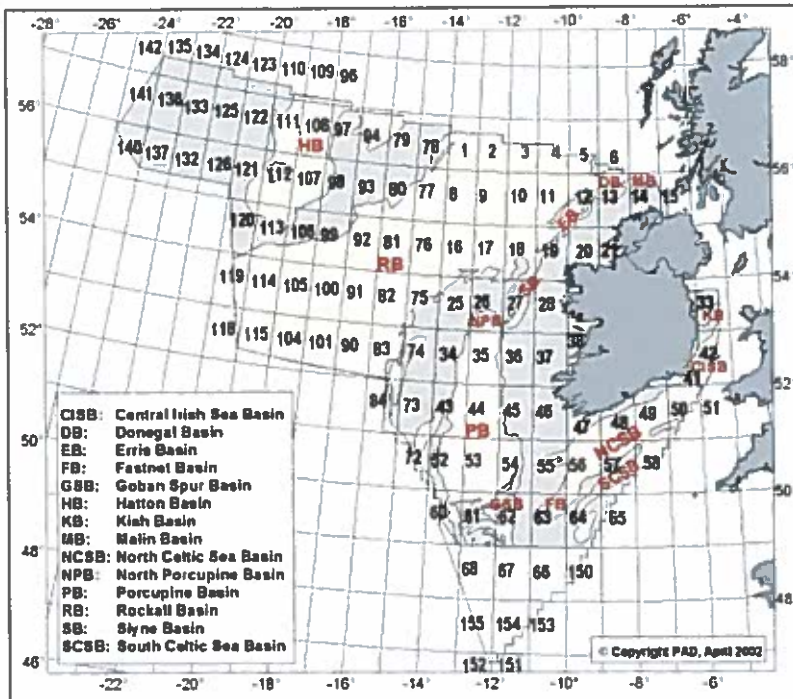 -28° -26° -24° -22° -20° -18° -16° -14° -12° -10° -8° -6°
142 135 134 124 123 110 109 96
58°
56°
141 136 133 125 122 111 106 97 94 79 78 1 2 3 4 5 6
HB
56°
140 137 132 126 121 112 107 98 93 80 77 8 9 10 11 12 13 14 15
DB MB
EB
54°
120 113 108 99 92 81 76 16 17 18 19 20
RB
54°
119 114 105 100 91 82 75 25 26 27 28 33
NPB
KB
52°
118 115 104 101 90 83 74 34 35 36 37 38 42
CISB
41
52°
84 73 43 44 45 46 47 48 49 50 51
PB
NCSB
50°
72 52 53 54 55 56 57 58
SCSB
50°
60 61 62 63 64 65
GSB FB
48°
68 67 66 150
48°
155 154 153
46°
152 151
CISB: Central Irish Sea Basin
DB: Donegal Basin
EB: Erris Basin
FB: Fastnet Basin
GSB: Goban Spur Basin
HB: Hatton Basin
KB: Kish Basin
MB: Malin Basin
NCSB: North Celtic Sea Basin
NPB: North Porcupine Basin
PB: Porcupine Basin
RB: Rockall Basin
SB: Slyne Basin
SCSB: South Celtic Sea Basin
© Copyright PAD, April 2002
-22° -20° -18° -16° -14° -12° -10° -8° -6°